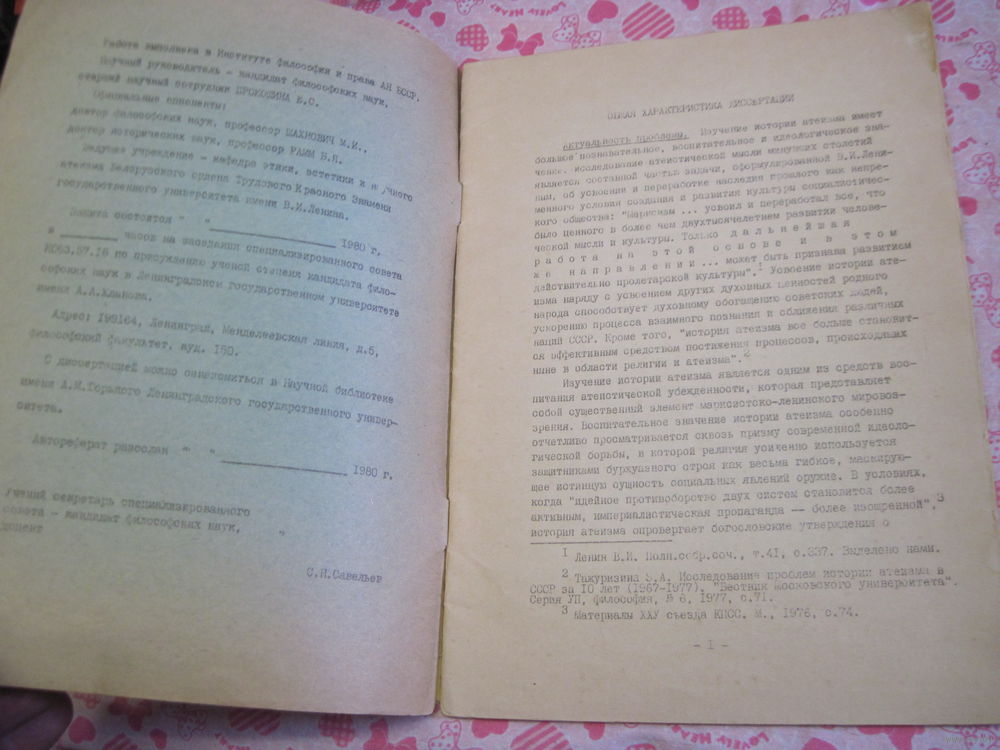 Работа выполнена в Институте философии и права АН БССР.
Научный руководитель - кандидат философских наук,
старший научный сотрудник ПРОКОШИНА Е.С.
Официальные оппоненты:
доктор философских наук, профессор ШАХНОВИЧ М.И.,
доктор исторических наук, профессор
Ведущее учреждение - кафедра этики, эстетики и научного
атеизма Белорусского ордена Трудового Красного Знамени
государственного университета имени В.И.Ленина.
Защита состоится " " 1980 г.
в часов на заседании специализированного совета
К063.57.16 по присуждению ученой степени кандидата фило-
софских наук в Ленинградском государственном университете
имени А.А.Жданова.
Адрес: 199164, Ленинград, Менделеевская линия, д.5,
философский факультет, ауд. 150.
С диссертацией можно ознакомиться в Научной библиотеке
имени А.М.Горького Ленинградского государственного универ-
ситета.
Автореферат разослан " " 1980 г.
Ученый секретарь специализированного
совета - кандидат философских наук,
доцент "
С.Н.Савельев
ОБЩАЯ ХАРАКТЕРИСТИКА ДИССЕРТАЦИИ
Актуальность проблемы. Изучение истории атеизма имеет
большое познавательное, воспитательное и идеологическое зна-
чение. Исследование атеистической мысли минувших столетий
является составной частью задачи, сформулированной В.И.Лени-
ным, об усвоении и переработке наследия прошлого как непре-
менного условия создания и развития культуры социалистичес-
кого общества: "Марксизм ... усвоил и переработал все, что
было ценного в более чем двухтысячелетнем развитии челове-
ческой мысли и культуры. Только д а л ь н е й ш а я
р а б о т а н а э т о й о с н о в е и в э т о м
ж е н а п р а в л е н и и ... может быть признана развитием
действительно пролетарской культуры".1 Усвоение истории ате-
изма наряду с усвоением других духовных ценностей родного
народа способствует духовному обогащению советских людей,
ускорению процесса взаимного познания и сближения различных
наций СССР. Кроме того, "история атеизма все больше становит-
ся эффективным средством постижения процессов, происходящих
ныне в области религии и атеизма".2
Изучение истории атеизма является одним из средств вос-
питания атеистической убежденности, которая представляет
собой существенный элемент марксистско-ленинского мировоз-
зрения. Воспитательное значение истории атеизма особенно
отчетливо просматривается сквозь призму современной идеоло-
гической борьбы, в которой религия усиленно используется
защитниками буржуазного строя как весьма гибкое, маскирую-
щее истинную сущность социальных явлений оружие. В условиях,
когда "идейное противоборство двух систем становится более
активным, империалистическая пропаганда -- более изощренной",3
история атеизма опровергает богословские утверждения о
1 Ленин В.И. Полн.собр.соч., т.41, с.337. Выделено нами.
2 Тажуризина З.А. Исследования проблем истории атеизма в
СССР за 10 лет (1967-1977). "Вестник Московского университета".
Серия УП, философия, № 6, 1977, с.71.
3 Материалы ХХУ съезда КПСС. М., 1976, с.74.
- 1 -